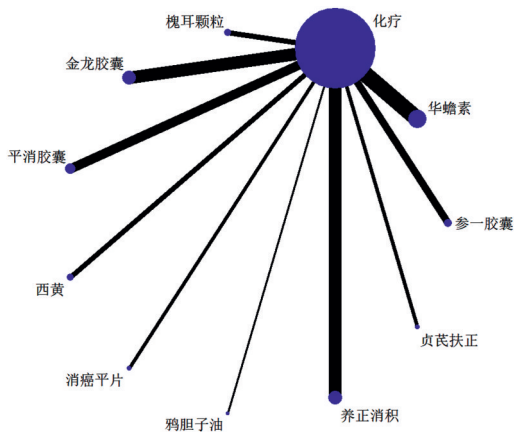 槐耳颗粒
化疗
金龙胶囊
华蟾素
平消胶囊
参一胶囊
西黄
贞芪扶正
消癌平片
养正消积
鸦胆子油